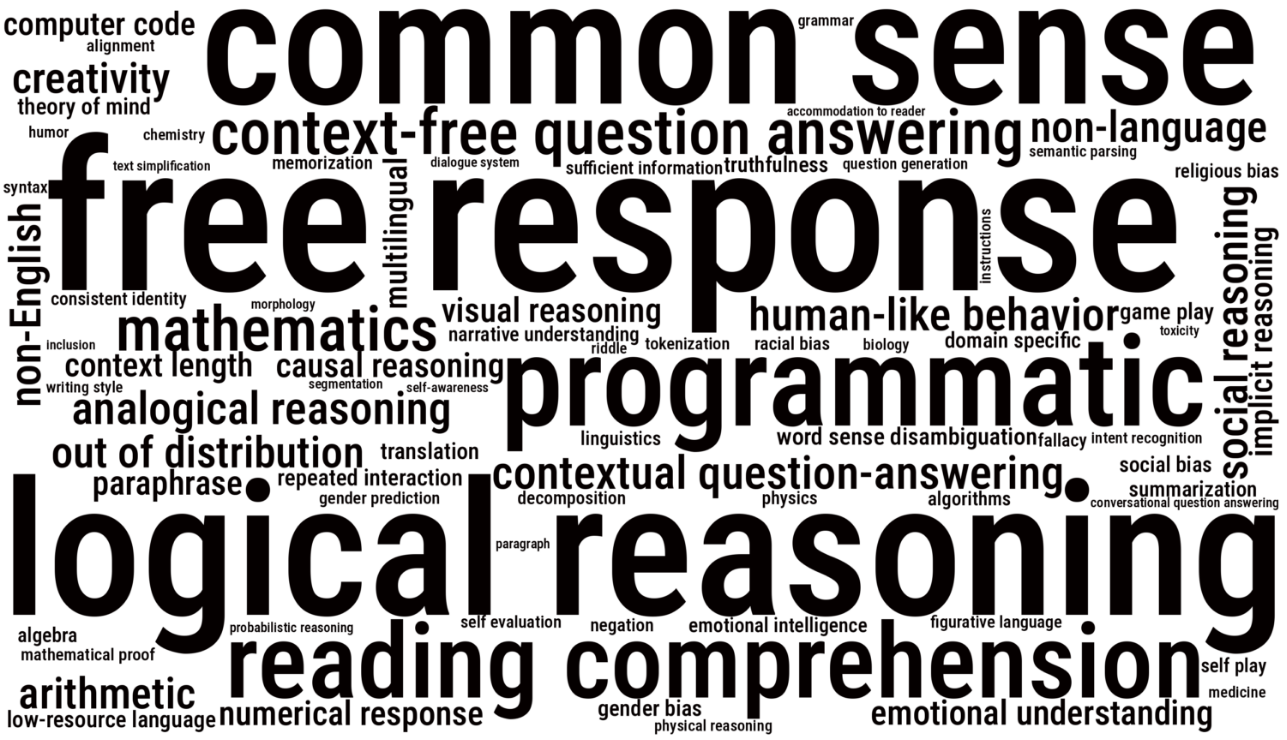 computer code
common sense
grammar
alignment
creativity
theory of mind
accommodation to reader
humor
chemistry
context-free question answering
non-language
semantic parsing
text simplification
memorization
dialogue system
sufficient information
truthfulness
question generation
religious bias
syntax
free response
multilingual
instructions
non-English
social reasoning
implicit reasoning
consistent identity
morphology
visual reasoning
human-like behavior
game play
mathematics
narrative understanding
toxicity
inclusion
riddle
tokenization
racial bias
biology
domain specific
context length
causal reasoning
programmatic
writing style
segmentation
self-awareness
analogical reasoning
linguistics
word sense disambiguation
fallacy
intent recognition
out of distribution
translation
contextual question-answering
social bias
paraphrase
repeated interaction
summarization
gender prediction
decomposition
physics
algorithms
conversational question answering
logical reasoning
paragraph
algebra
probabilistic reasoning
self evaluation
negation
emotional intelligence
figurative language
mathematical proof
reading comprehension
self play
arithmetic
medicine
low-resource language
numerical response
gender bias
emotional understanding
physical reasoning